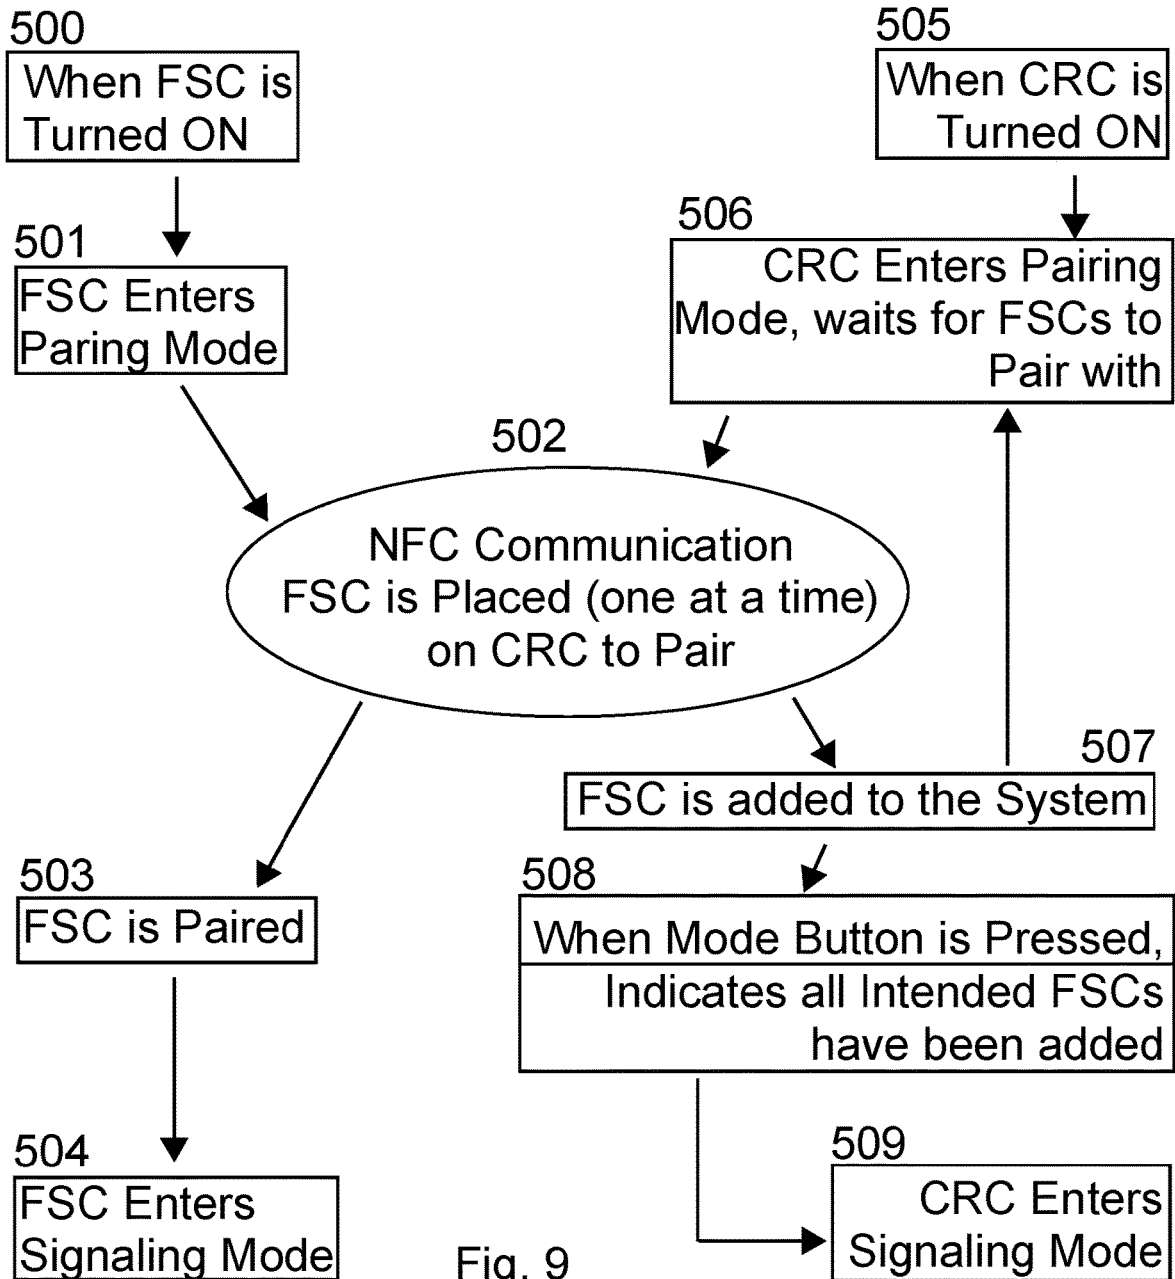 500
When FSC is
Turned ON
505
When CRC is
Turned ON
501
FSC Enters
Paring Mode
506
CRC Enters Pairing
Mode, waits for FSCs to
Pair with
502
NFC Communication
FSC is Placed (one at a time)
on CRC to Pair
507
FSC is added to the System
503
FSC is Paired
508
When Mode Button is Pressed,
Indicates all Intended FSCs
have been added
504
FSC Enters
Signaling Mode
509
CRC Enters
Signaling Mode
Fig. 9